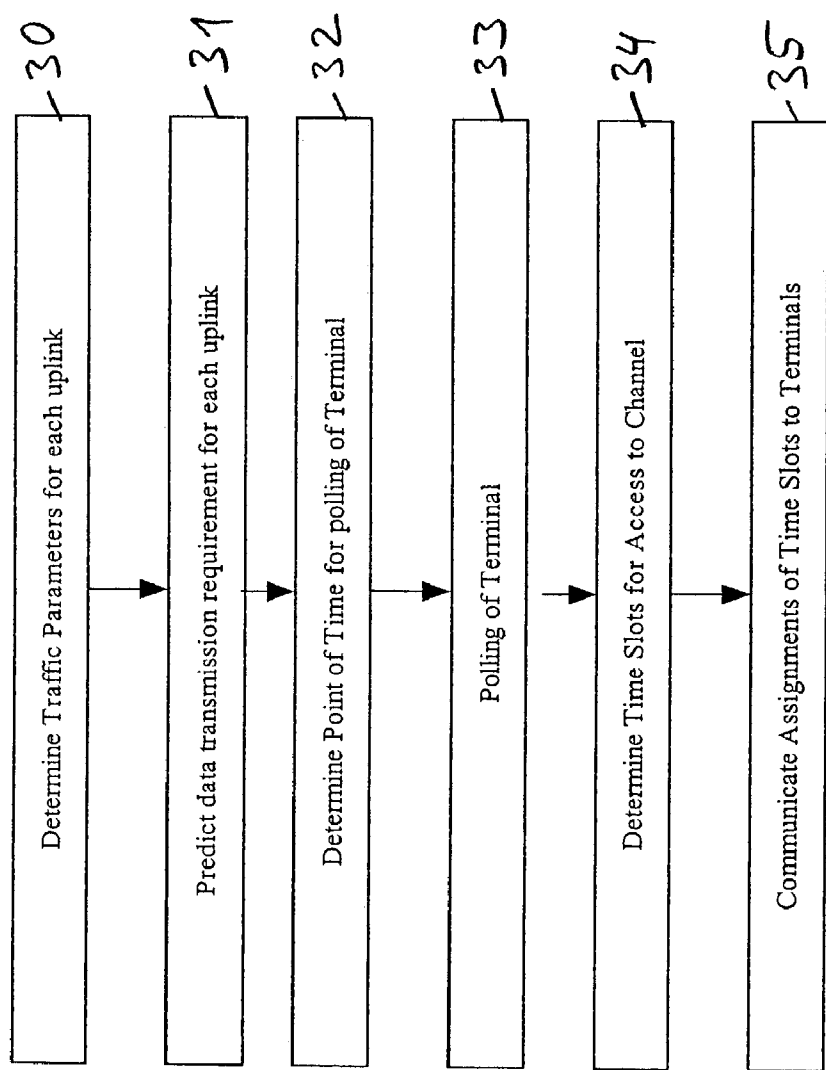 Determine Traffic Parameters for each uplink
30
Predict data transmission requirement for each uplink
31
Determine Point of Time for polling of Terminal
32
Polling of Terminal
33
Determine Time Slots for Access to Channel
34
Communicate Assignments of Time Slots to Terminals
35